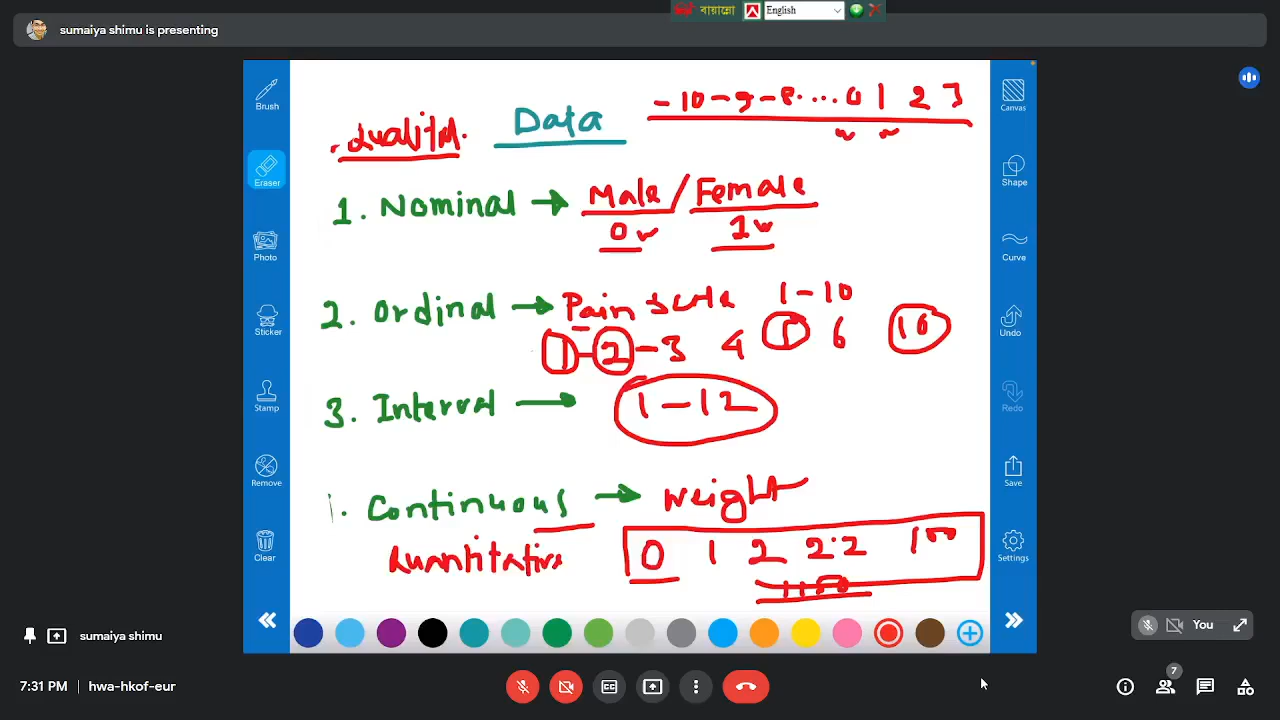 বায়ান্নো English
sumaiya shimu is presenting
Brush
Eraser
Photo
Sticker
Stamp
Remove
Clear
Data
-10 -9 -8 .... 0 1 2 3
1. Nominal → Male / Female
0 1
2. Ordinal → Pain Scale 1 - 10
1 - 2 - 3 4 5 6 10
3. Interval → 1 - 12
Continuous → Weight
Quantitative 0 1 2 2.2 100
Canvas
Shape
Curve
Undo
Redo
Save
Settings
sumaiya shimu
You
7:31 PM | hwa-hkof-eur
CC
7